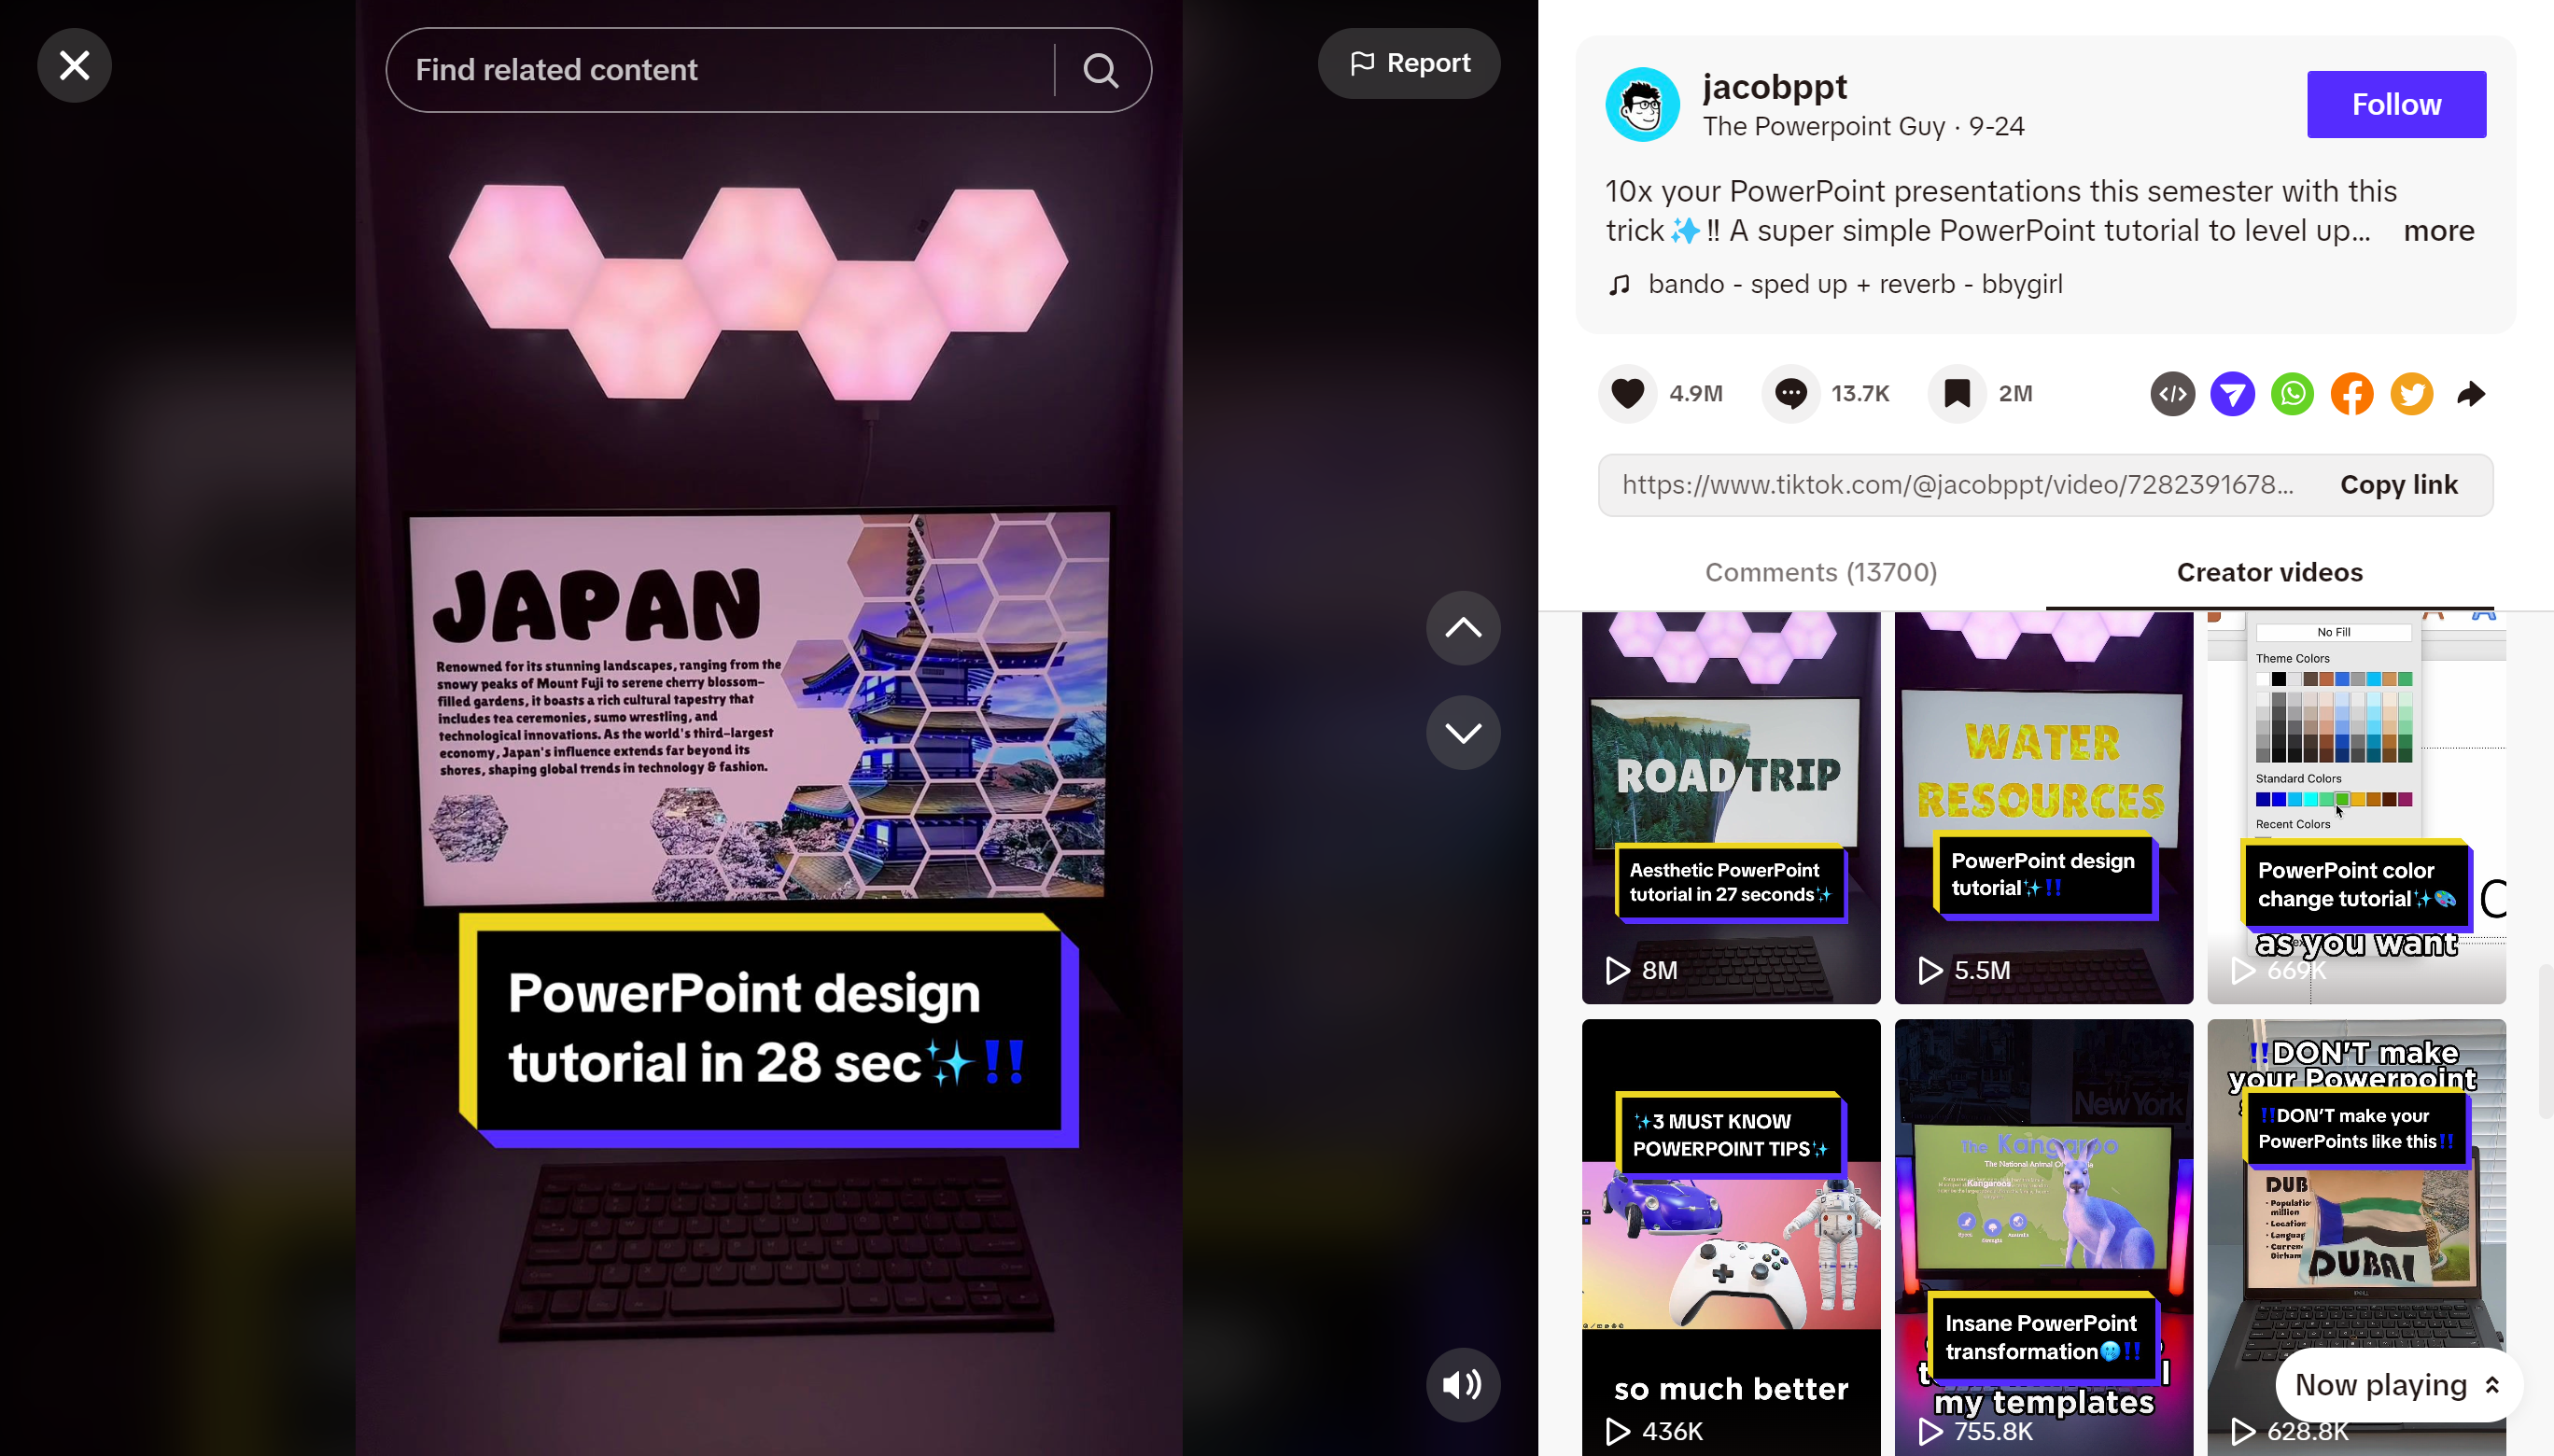 Find related content
Report
JAPAN
Renowned for its stunning landscapes, ranging from the
snowy peaks of Mount Fuji to serene cherry blossom-
filled gardens, it boasts a rich cultural tapestry that
includes tea ceremonies, sumo wrestling, and
technological innovations. As the world's third-largest
economy, Japan's influence extends far beyond its
shores, shaping global trends in technology & fashion.
PowerPoint design
tutorial in 28 sec✨‼️
jacobppt
The Powerpoint Guy · 9-24
Follow
10x your PowerPoint presentations this semester with this
trick✨‼️ A super simple PowerPoint tutorial to level up... more
bando - sped up + reverb - bbygirl
4.9M
13.7K
2M
https://www.tiktok.com/@jacobppt/video/7282391678...
Copy link
Comments (13700)
Creator videos
ROAD TRIP
Aesthetic PowerPoint
tutorial in 27 seconds✨
8M
WATER
RESOURCES
PowerPoint design
tutorial✨‼️
5.5M
No Fill
Theme Colors
Standard Colors
Recent Colors
PowerPoint color
change tutorial✨🎨
as you want
669K
✨3 MUST KNOW
POWERPOINT TIPS✨
so much better
436K
New York
The Kangaroo
The National Animal Of
Kangaroos
Insane PowerPoint
transformation🥶‼️
my templates
755.8K
‼️DON'T make
your Powerpoint
‼️DON'T make your
PowerPoints like this‼️
DUB
million
DUBAI
DELL
628.8K
Now playing